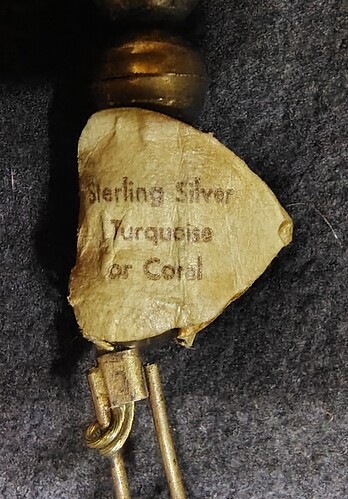 Sterling Silver
Turquoise
or Coral